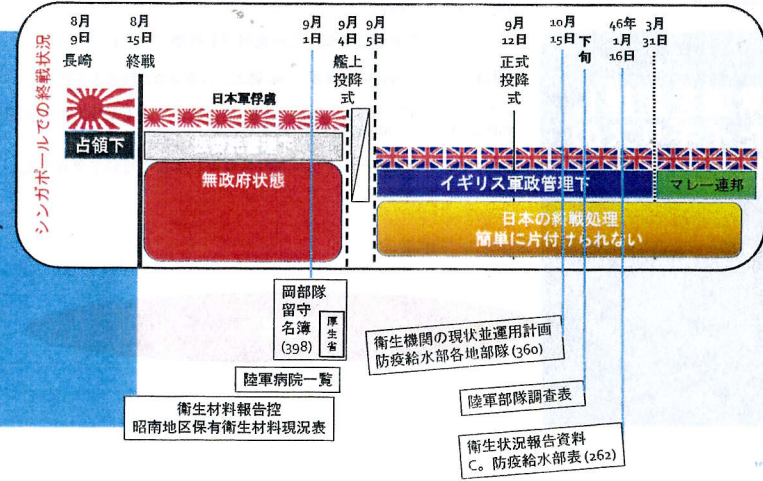 シンガポールでの終戦状況
8月
9日
長崎
8月
15日
終戦
9月
1日
9月
4日
艦上
投降
式
9月
5日
9月
12日
正式
投降
式
10月
15日
下
旬
46年
1月
16日
3月
31日
日本軍俘虜
占領下
無政府状態
イギリス軍政管理下
マレー連邦
日本の終戦処理
簡単に片付けられない
岡部隊
留守
名簿
(398)
厚
生
省
陸軍病院一覧
衛生材料報告控
昭南地区保有衛生材料現況表
衛生機関の現状並運用計画
防疫給水部各地部隊(360)
陸軍部隊調査表
衛生状況報告資料
C。防疫給水部表(262)